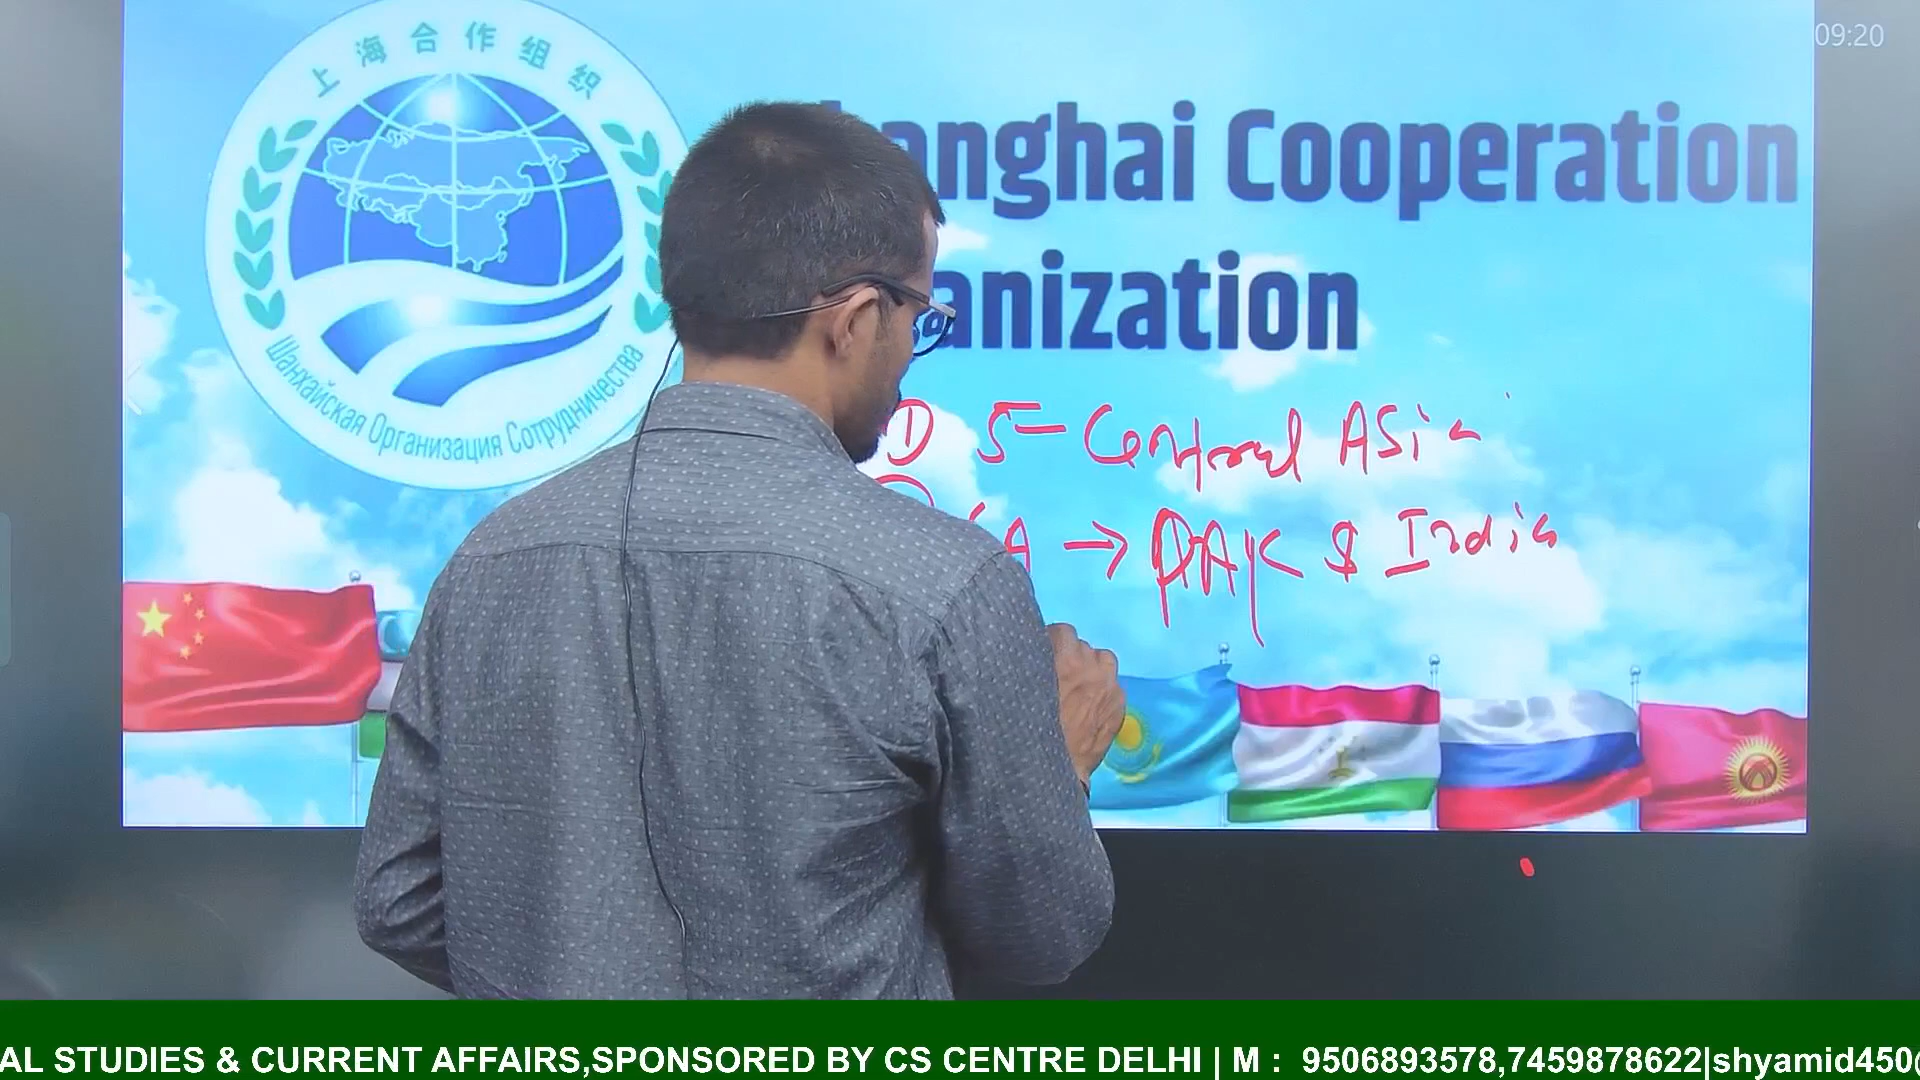 上海合作组织
09:20
anghai Cooperation
anization
Шанхайская Организация Сотрудничества
① 5 - Central Asia
A → PAK & India
AL STUDIES & CURRENT AFFAIRS,SPONSORED BY CS CENTRE DELHI | M : 9506893578,7459878622|shyamid450@